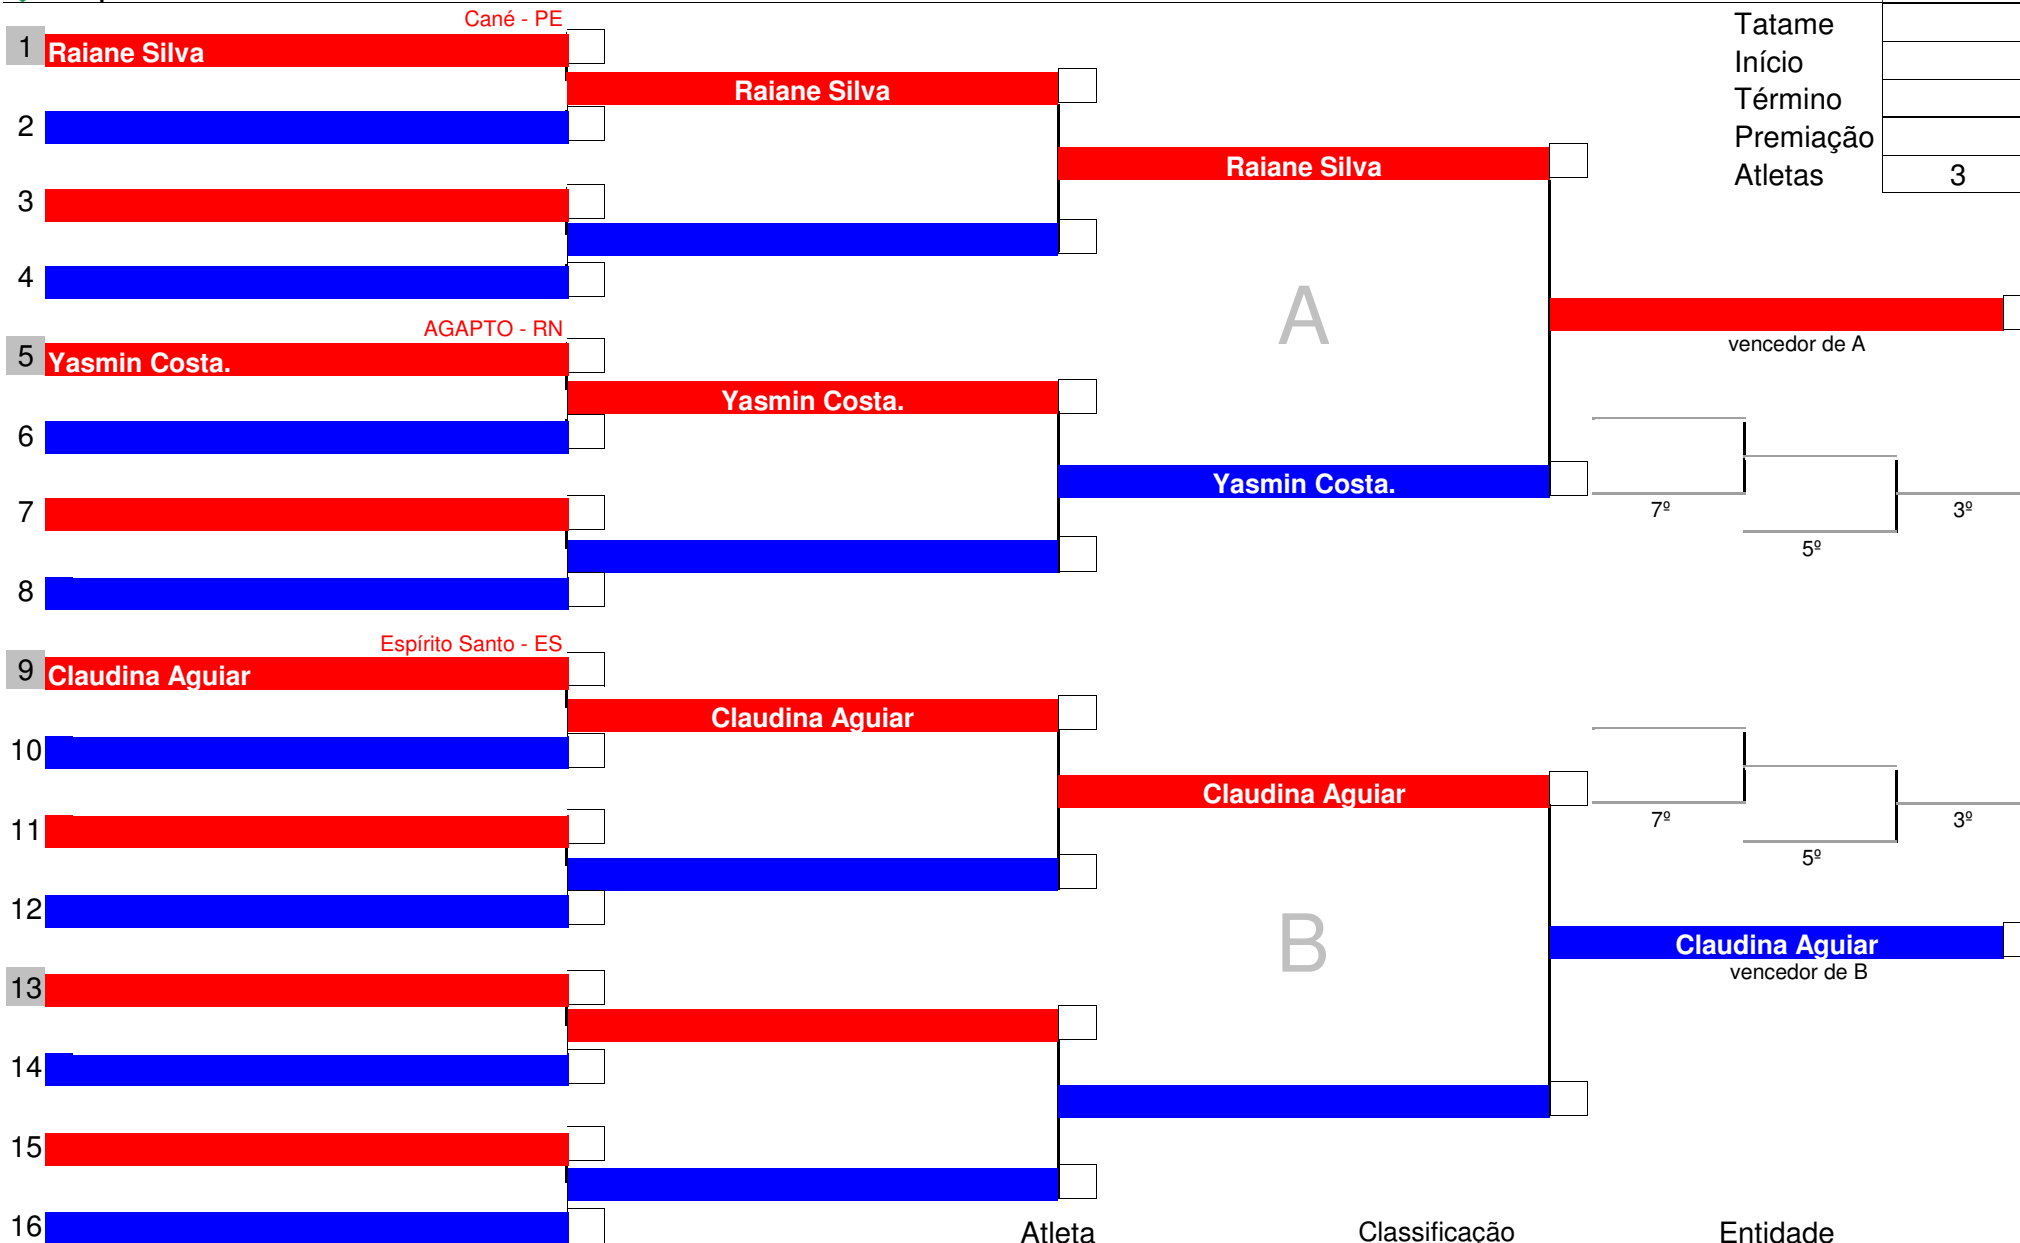 Cané - PE
1 Raiane Silva
Raiane Silva
2
Raiane Silva
3
4
AGAPTO - RN
5 Yasmin Costa.
Yasmin Costa.
6
Yasmin Costa.
7
8
Espírito Santo - ES
9 Claudina Aguiar
Claudina Aguiar
10
Claudina Aguiar
11
12
13
14
15
16
A
B
Tatame
Início
Término
Premiação
Atletas 3
vencedor de A
7º
3º
5º
7º
3º
5º
Claudina Aguiar
vencedor de B
Atleta Classificação Entidade